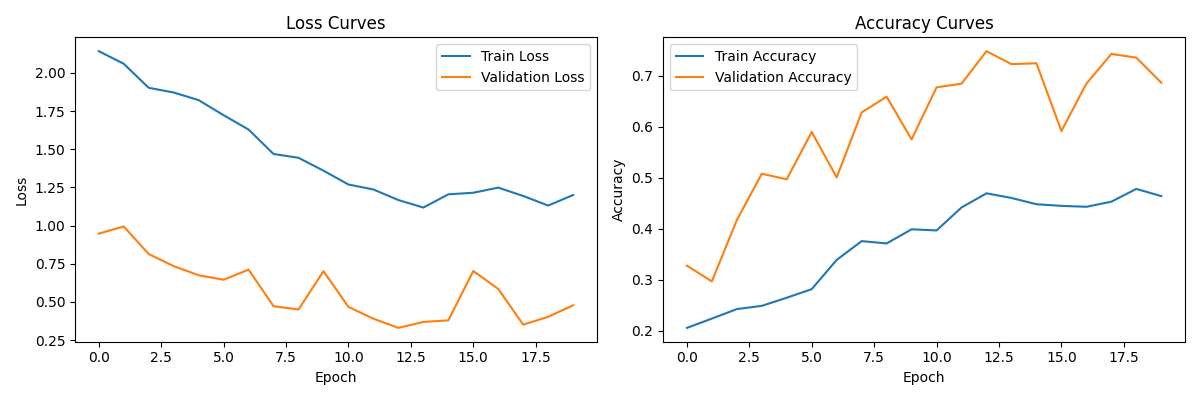 Loss Curves
Train Loss
Validation Loss
2.00
1.75
1.50
1.25
1.00
0.75
0.50
0.25
Loss
0.0 2.5 5.0 7.5 10.0 12.5 15.0 17.5
Epoch
Accuracy Curves
Train Accuracy
Validation Accuracy
0.7
0.6
0.5
0.4
0.3
0.2
Accuracy
0.0 2.5 5.0 7.5 10.0 12.5 15.0 17.5
Epoch